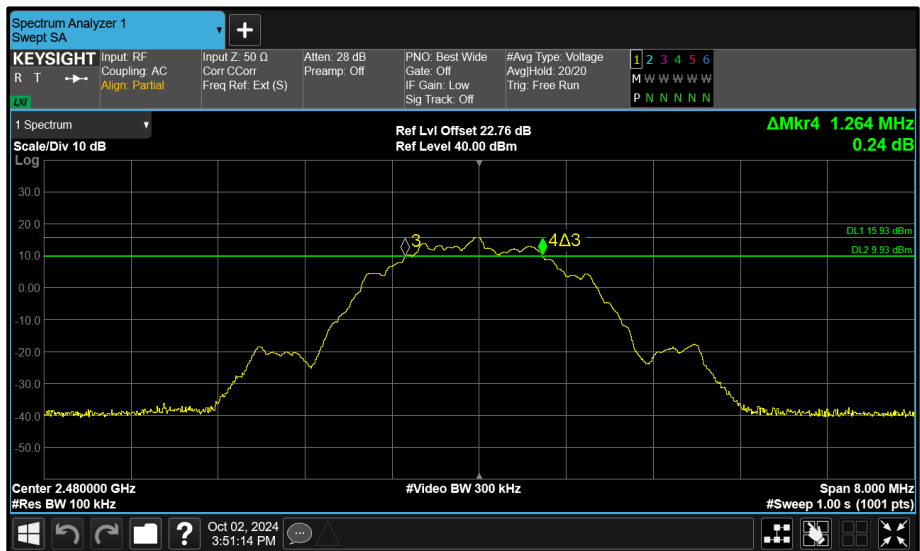 Spectrum Analyzer 1
Swept SA
+
KEYSIGHT
R T
LXI
Input: RF
Coupling: AC
Align: Partial
Input Z: 50 Ω
Corr CCorr
Freq Ref: Ext (S)
Atten: 28 dB
Preamp: Off
PNO: Best Wide
Gate: Off
IF Gain: Low
Sig Track: Off
#Avg Type: Voltage
Avg|Hold: 20/20
Trig: Free Run
1 2 3 4 5 6
M W W W W W
P N N N N N
1 Spectrum
Scale/Div 10 dB
Log
Ref Lvl Offset 22.76 dB
Ref Level 40.00 dBm
ΔMkr4 1.264 MHz
0.24 dB
30.0
20.0
10.0
0.00
-10.0
-20.0
-30.0
-40.0
-50.0
3
4Δ3
DL1 15.93 dBm
DL2 9.93 dBm
Center 2.480000 GHz
#Res BW 100 kHz
#Video BW 300 kHz
Span 8.000 MHz
#Sweep 1.00 s (1001 pts)
?
Oct 02, 2024
3:51:14 PM